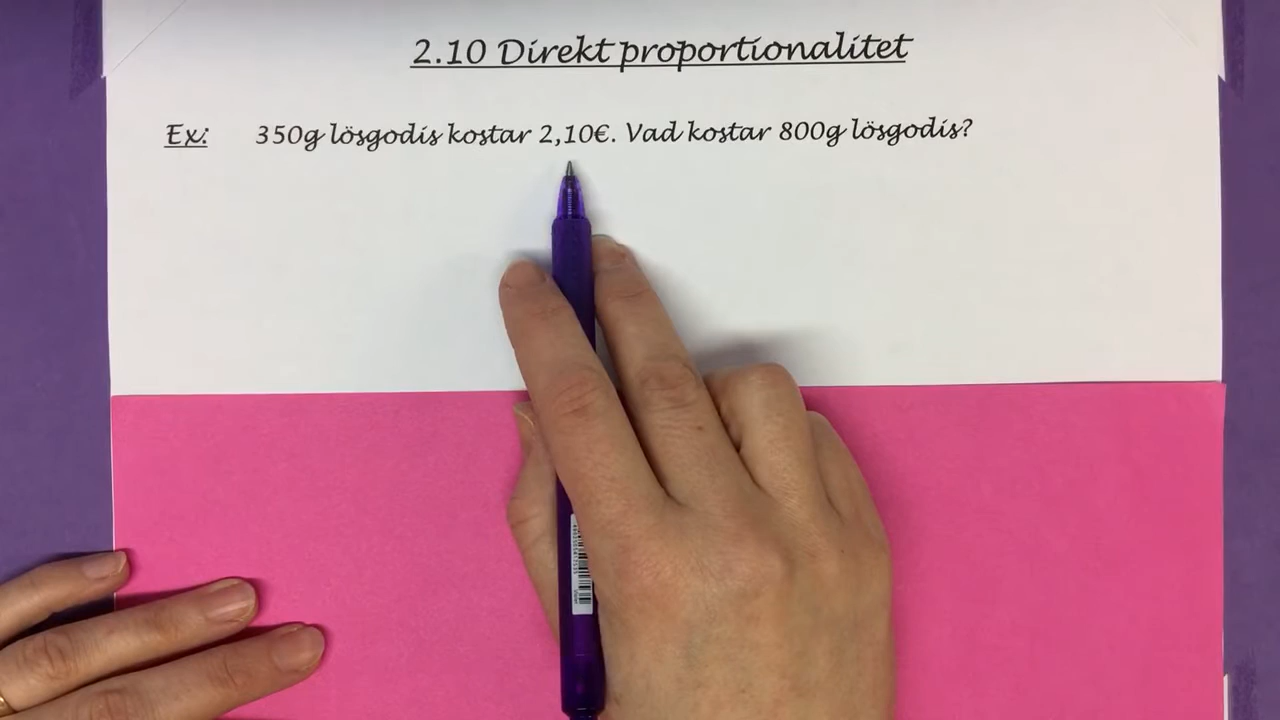 2.10 Direkt proportionalitet
Ex: 350g lösgodis kostar 2,10€. Vad kostar 800g lösgodis?